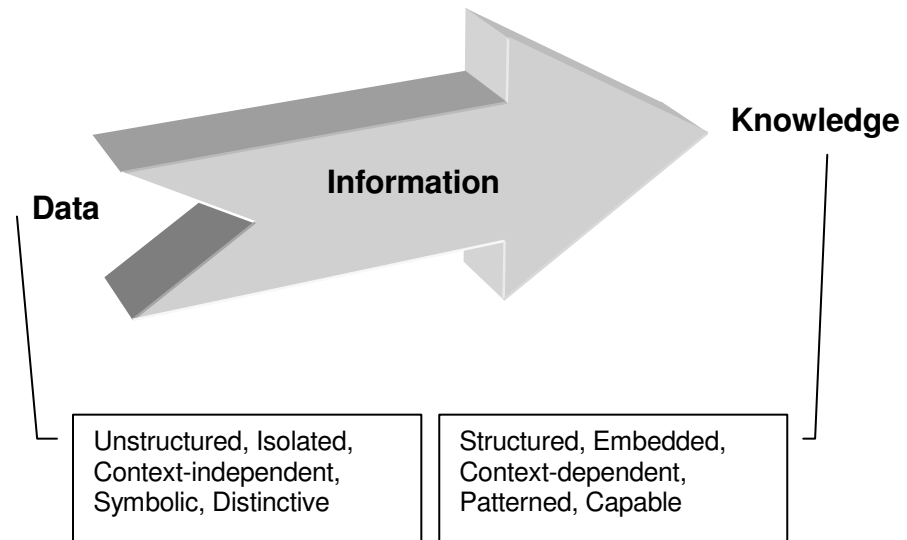 Knowledge
Information
Data
Unstructured, Isolated,
Context-independent,
Symbolic, Distinctive
Structured, Embedded,
Context-dependent,
Patterned, Capable